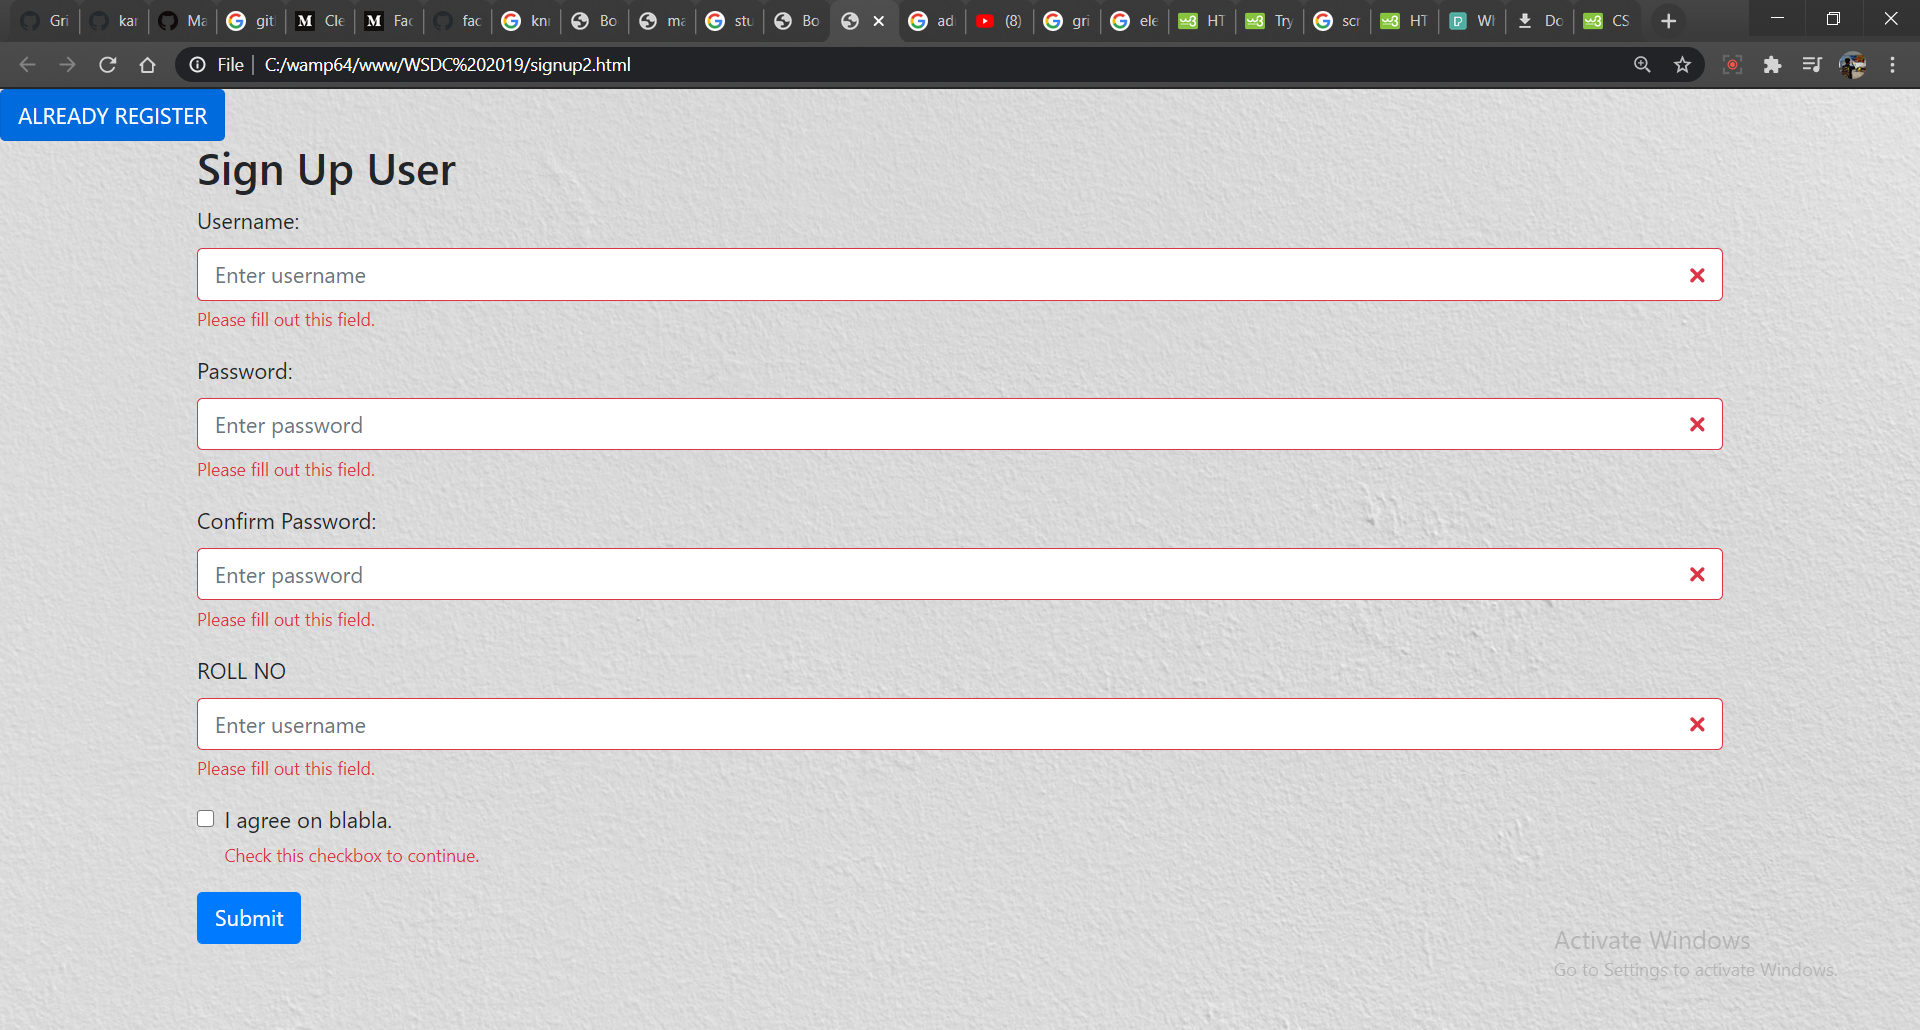 Gri kar Ma git Cle Fac fac kni Bo ma stu Bo adi (8) gri ele HT Try scr HT Wh Do CS
File C:/wamp64/www/WSDC%202019/signup2.html
ALREADY REGISTER
Sign Up User
Username:
Enter username
Please fill out this field.
Password:
Enter password
Please fill out this field.
Confirm Password:
Enter password
Please fill out this field.
ROLL NO
Enter username
Please fill out this field.
I agree on blabla.
Check this checkbox to continue.
Submit
Activate Windows
Go to Settings to activate Windows.